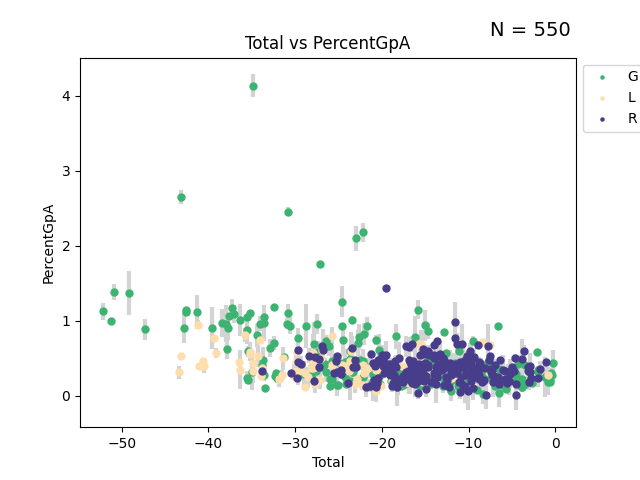 N = 550
Total vs PercentGpA
G
L
R
PercentGpA
4
3
2
1
0
−50 −40 −30 −20 −10 0
Total